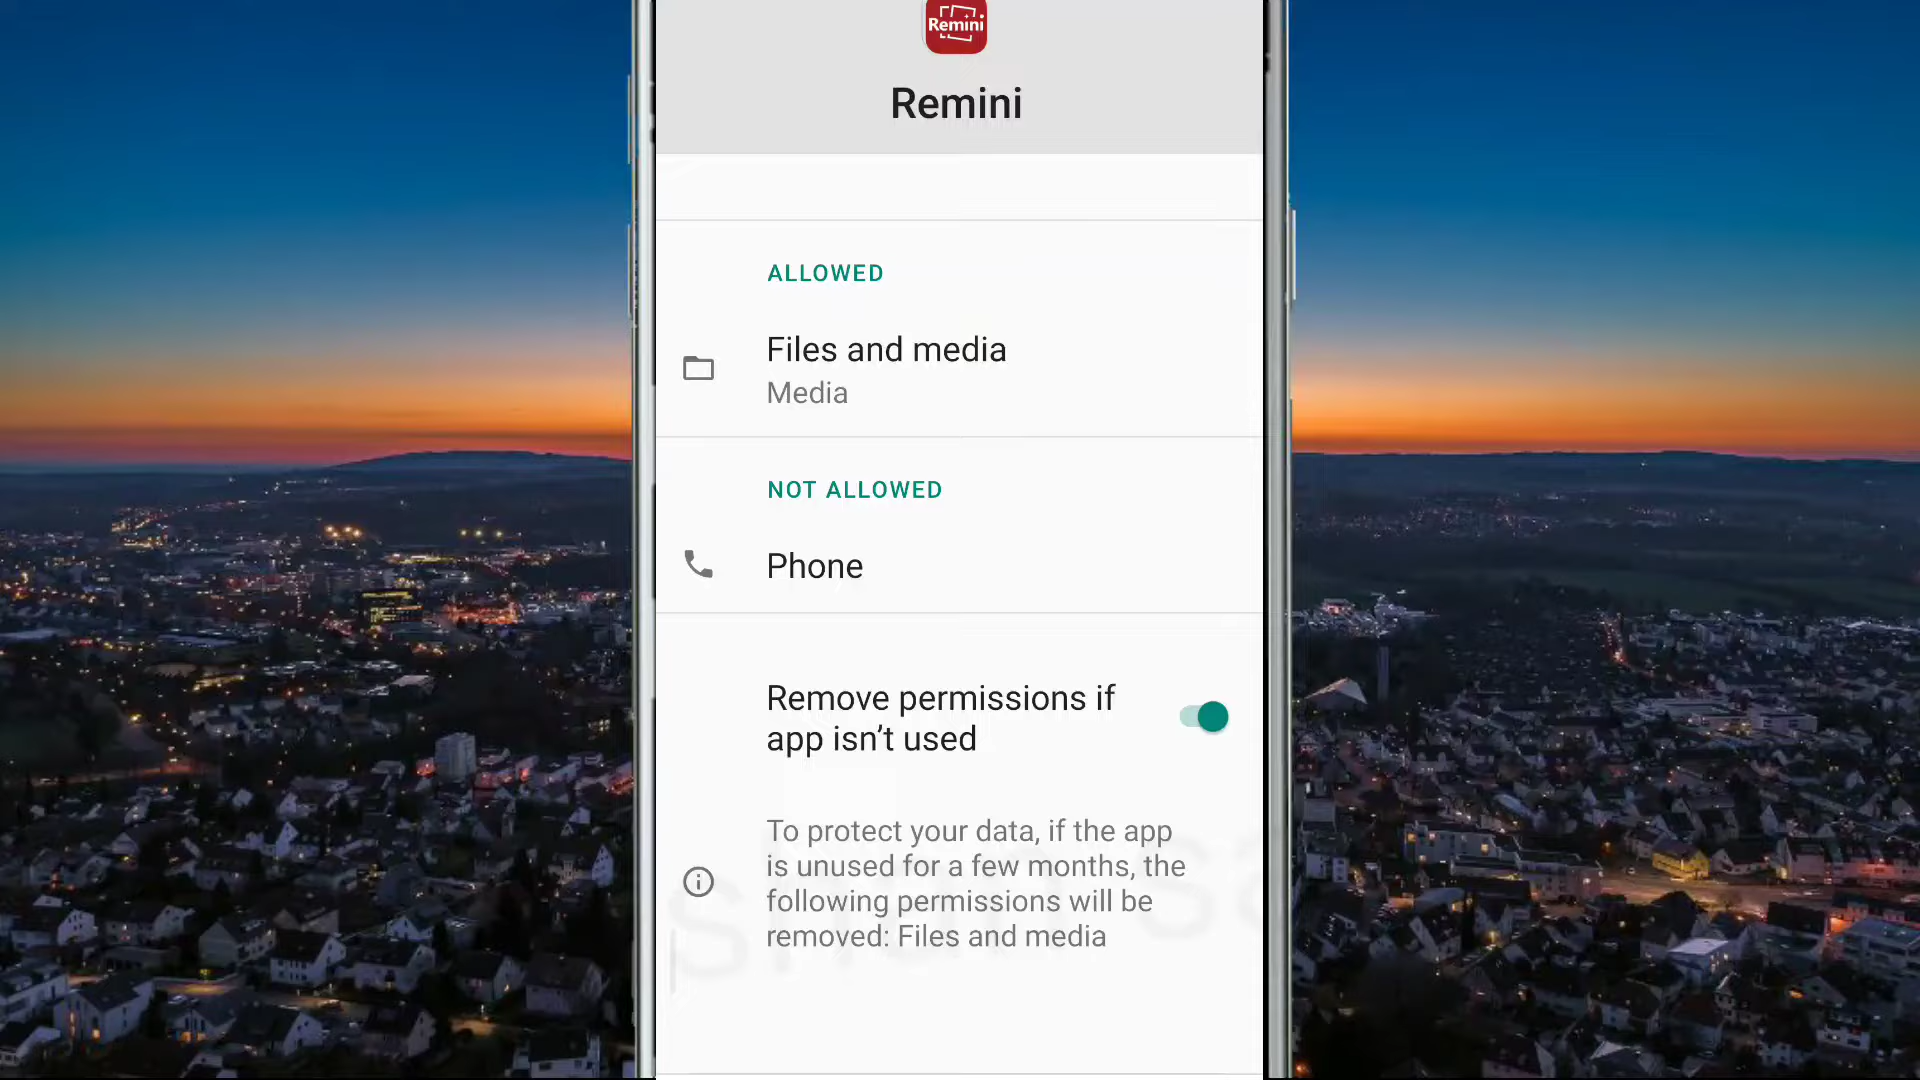 Remini
Remini
ALLOWED
Files and media
Media
NOT ALLOWED
Phone
Remove permissions if
app isn’t used
To protect your data, if the app
is unused for a few months, the
following permissions will be
removed: Files and media